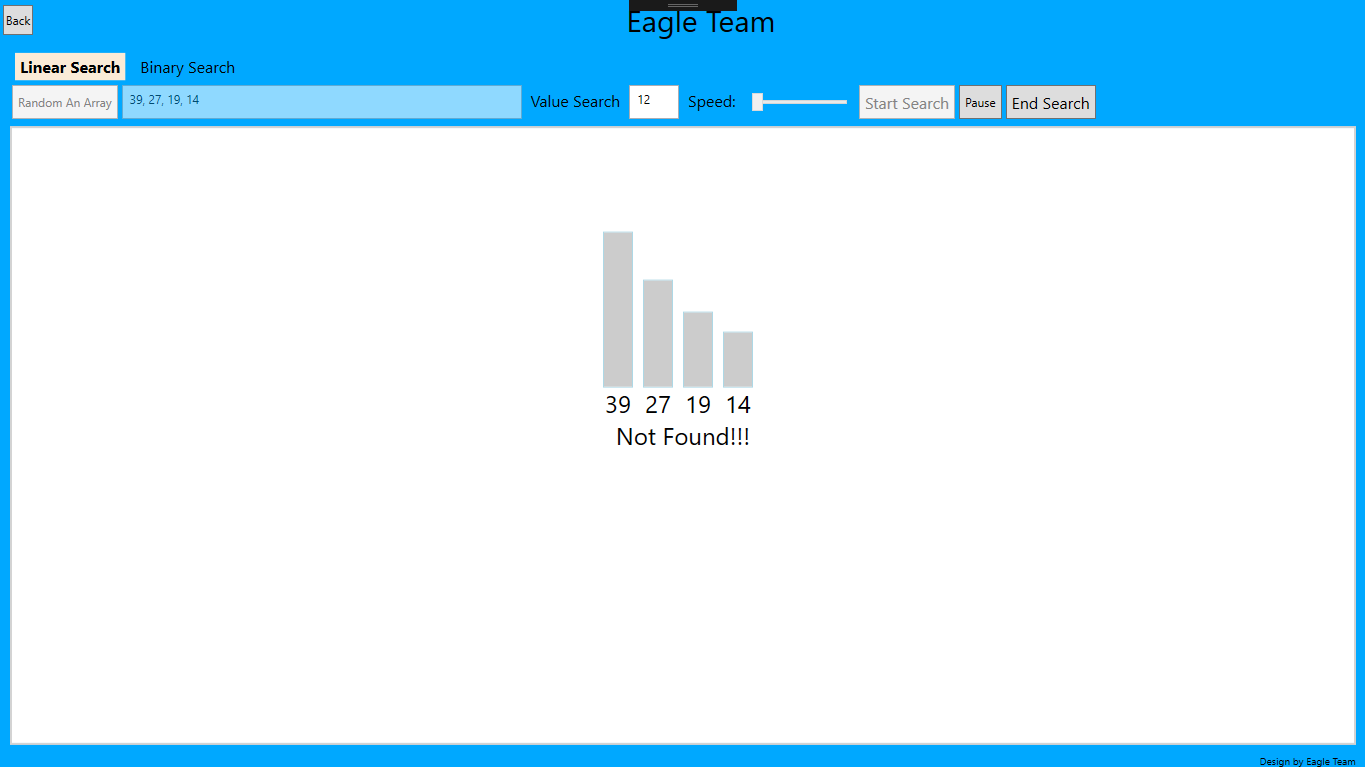 Back
Eagle Team
Linear Search Binary Search
Random An Array 39, 27, 19, 14 Value Search 12 Speed: Start Search Pause End Search
39 27 19 14
Not Found!!!
Design by Eagle Team